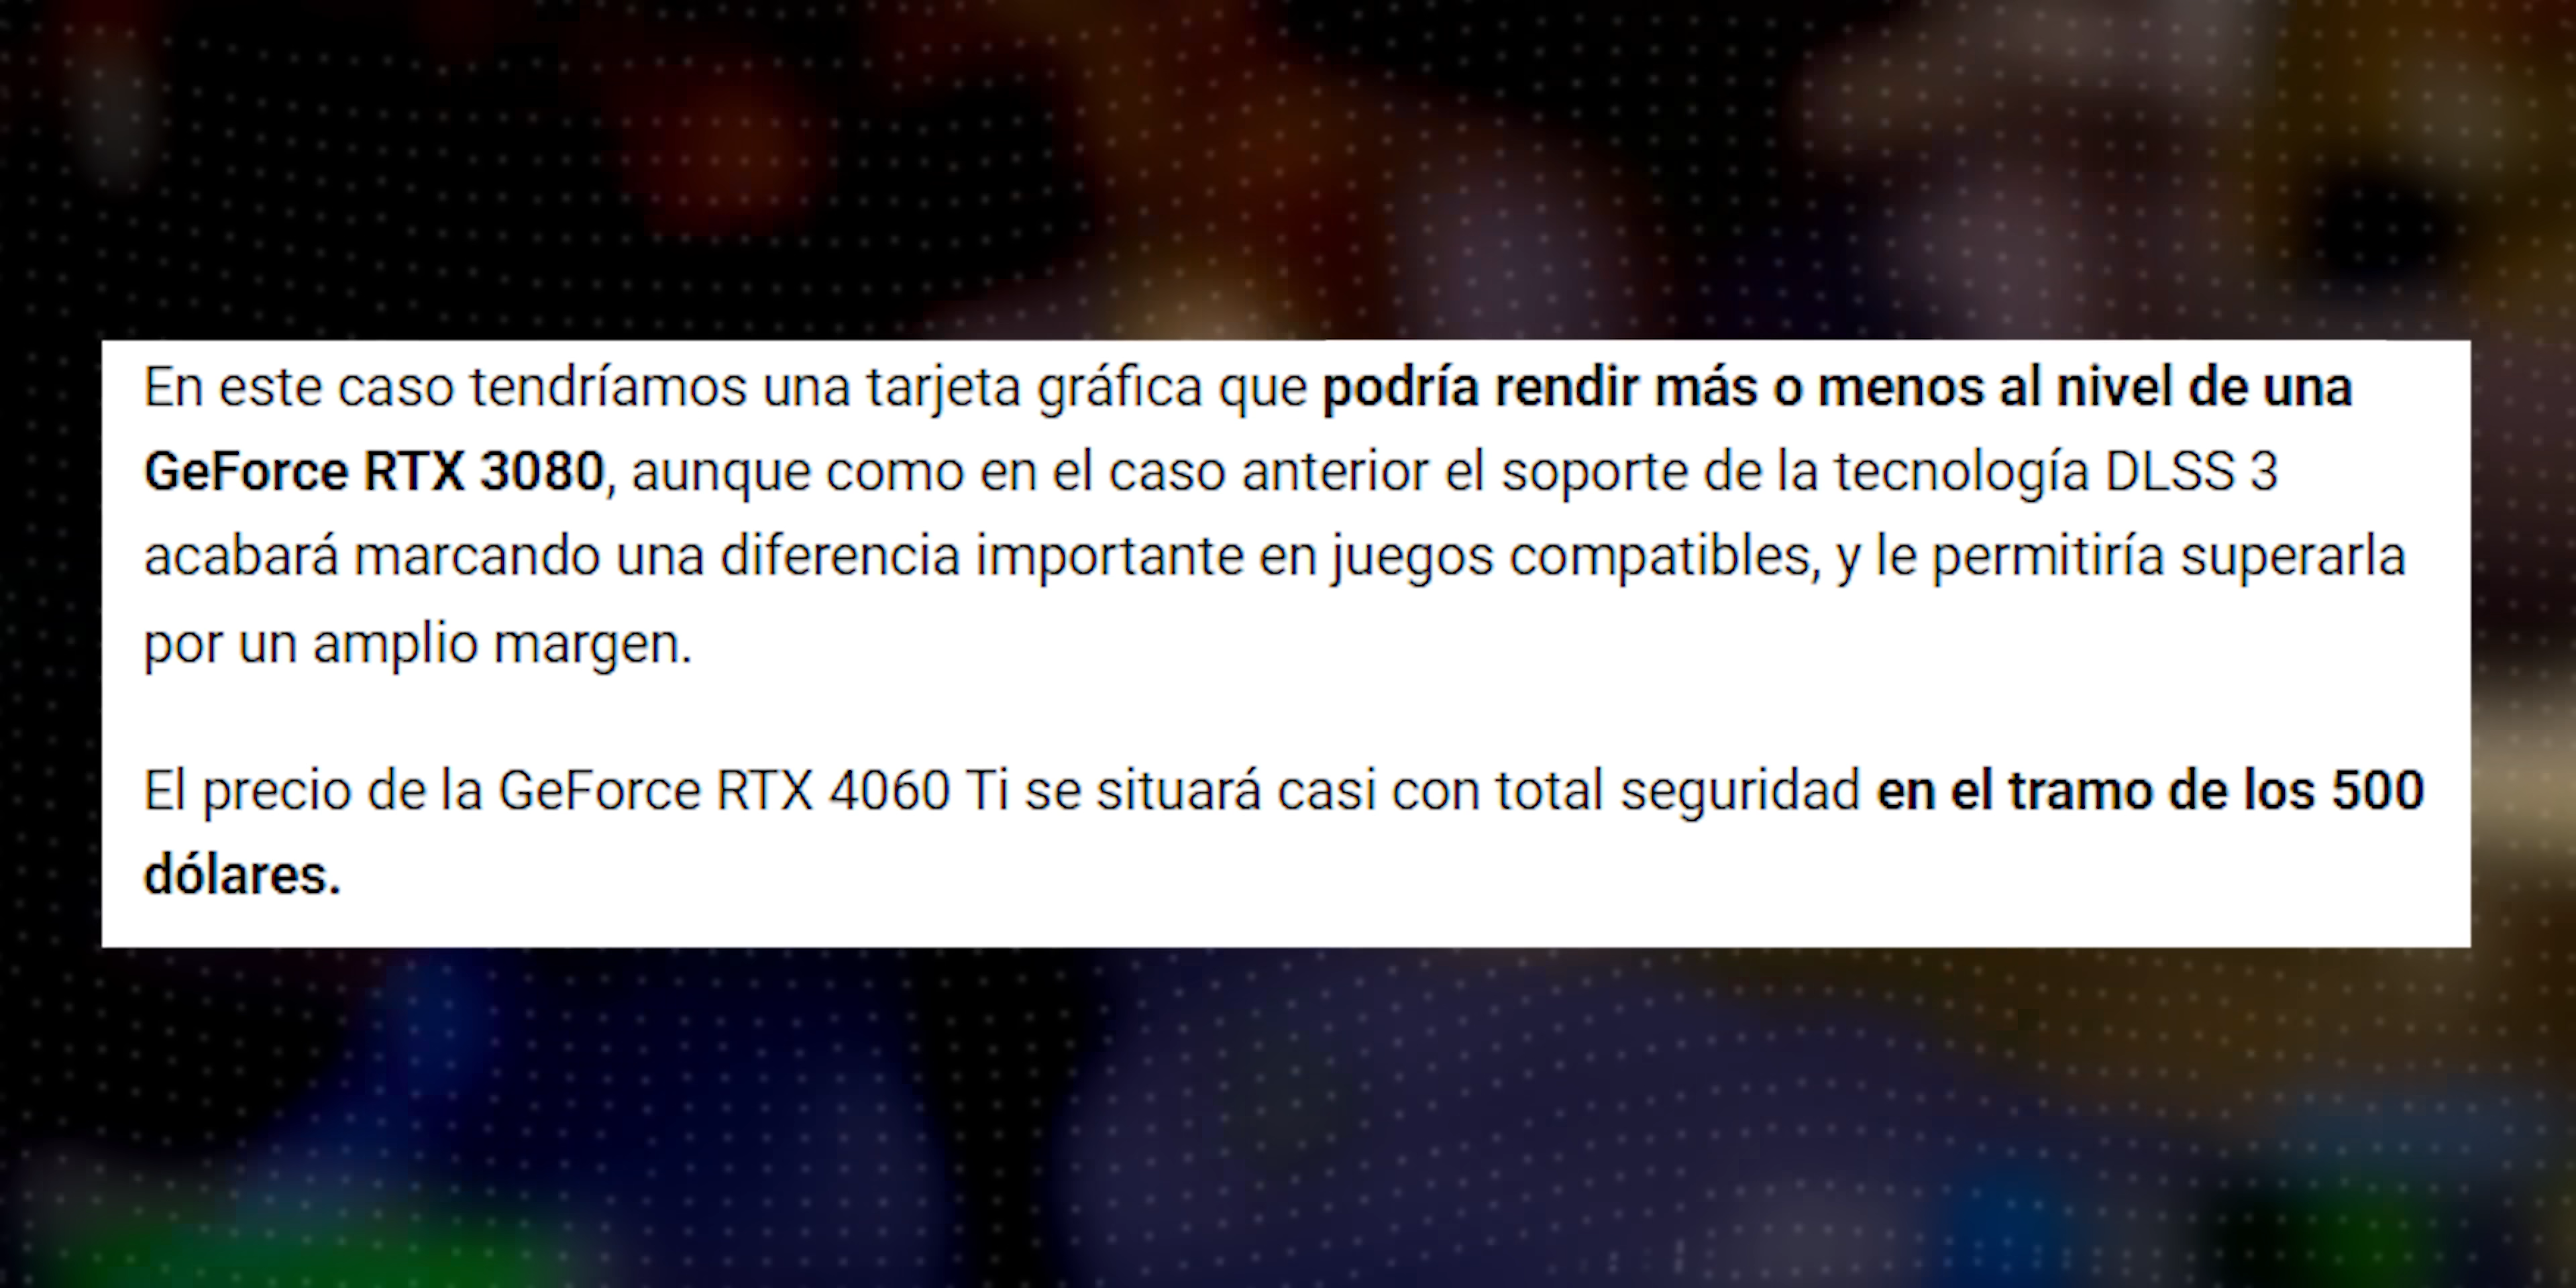 En este caso tendríamos una tarjeta gráfica que podría rendir más o menos al nivel de una
GeForce RTX 3080, aunque como en el caso anterior el soporte de la tecnología DLSS 3
acabará marcando una diferencia importante en juegos compatibles, y le permitiría superarla
por un amplio margen.
El precio de la GeForce RTX 4060 Ti se situará casi con total seguridad en el tramo de los 500
dólares.